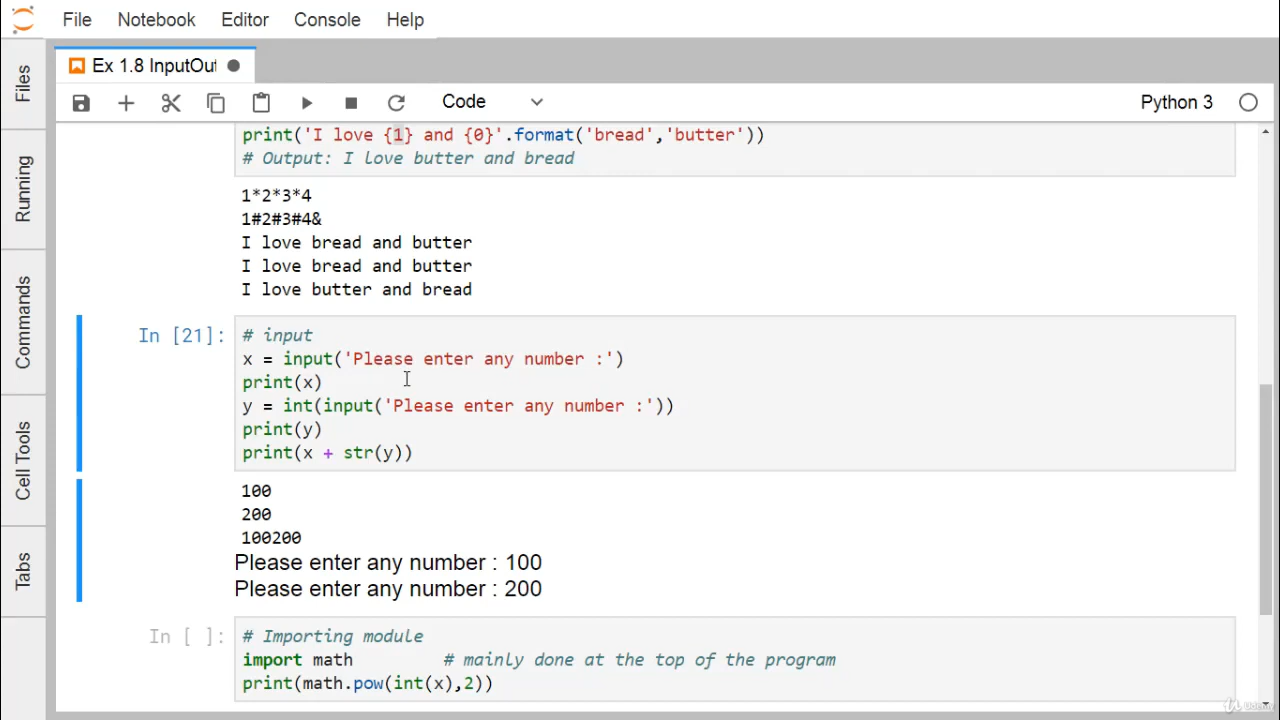 File Notebook Editor Console Help
Ex 1.8 InputOut
Code Python 3
Files
Running
Commands
Cell Tools
Tabs
print('I love {1} and {0}'.format('bread','butter'))
# Output: I love butter and bread
1*2*3*4
1#2#3#4&
I love bread and butter
I love bread and butter
I love butter and bread
In [21]:
# input
x = input('Please enter any number :')
print(x)
y = int(input('Please enter any number :'))
print(y)
print(x + str(y))
100
200
100200
Please enter any number : 100
Please enter any number : 200
In [ ]:
# Importing module
import math # mainly done at the top of the program
print(math.pow(int(x),2))
Udemy